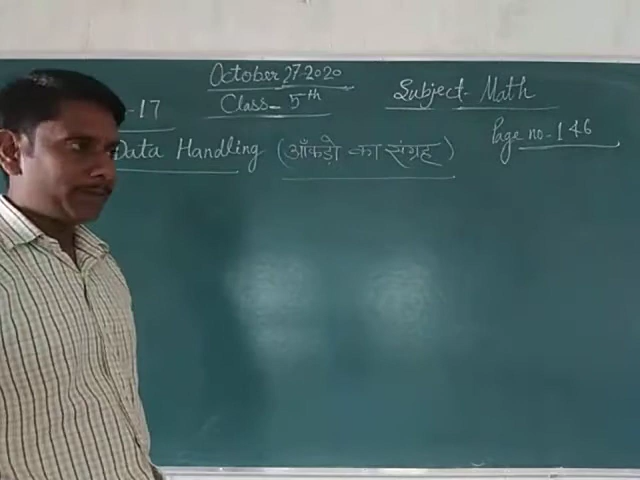 October 27-2020
Class- 5th
Subject- Math
-17
Page no-146
Data Handling (आँकड़ो का संग्रह)